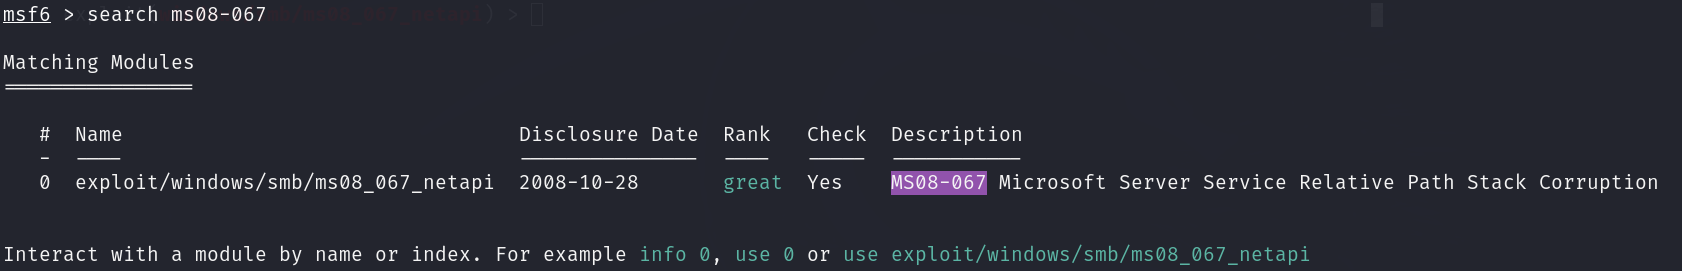 msf6 > search ms08-067
Matching Modules
================
# Name Disclosure Date Rank Check Description
- ---- --------------- ---- ----- -----------
0 exploit/windows/smb/ms08_067_netapi 2008-10-28 great Yes MS08-067 Microsoft Server Service Relative Path Stack Corruption
Interact with a module by name or index. For example info 0, use 0 or use exploit/windows/smb/ms08_067_netapi